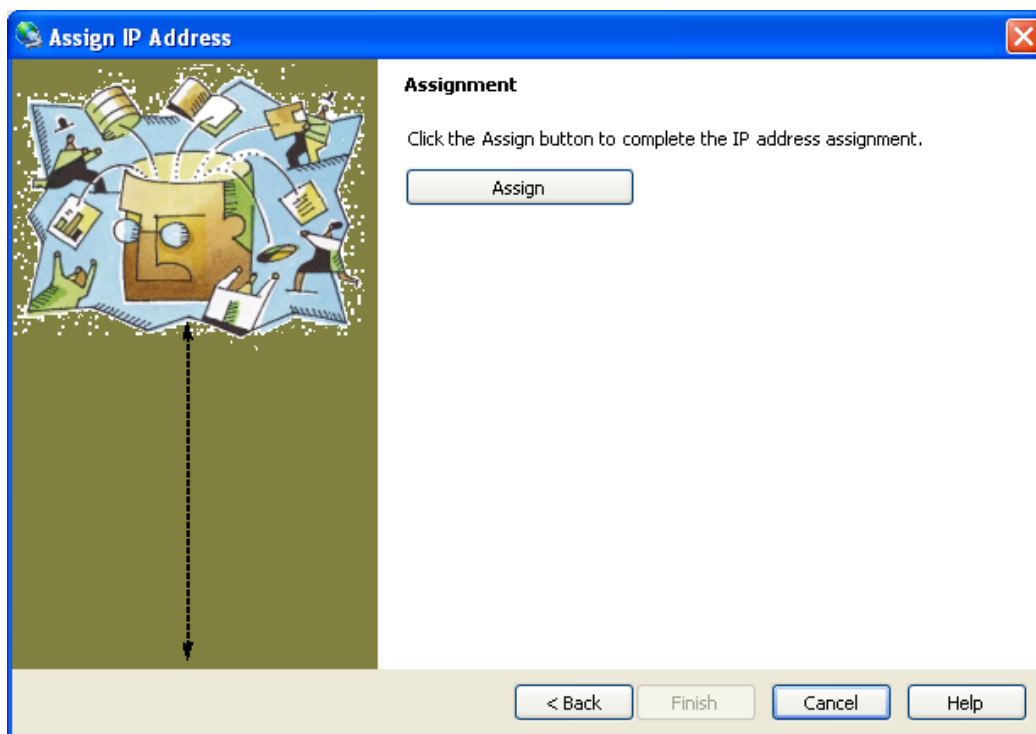 Assign IP Address
Assignment
Click the Assign button to complete the IP address assignment.
Assign
< Back
Finish
Cancel
Help